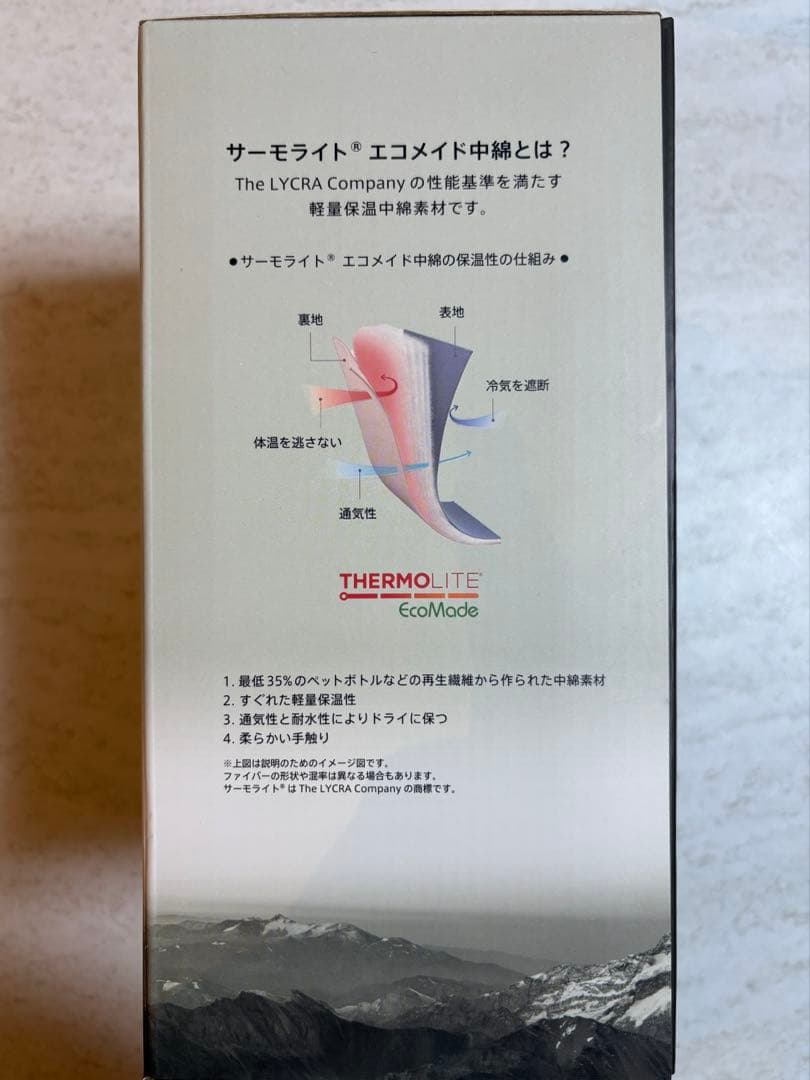 サーモライト® エコメイド中綿とは？
The LYCRA Company の性能基準を満たす
軽量保温中綿素材です。
●サーモライト® エコメイド中綿の保温性の仕組み●
裏地
表地
冷気を遮断
体温を逃さない
通気性
THERMOLITE®
EcoMade
1. 最低35%のペットボトルなどの再生繊維から作られた中綿素材
2. すぐれた軽量保温性
3. 通気性と耐水性によりドライに保つ
4. 柔らかい手触り
※上図は説明のためのイメージ図です。
ファイバーの形状や混率は異なる場合もあります。
サーモライト®は The LYCRA Company の商標です。